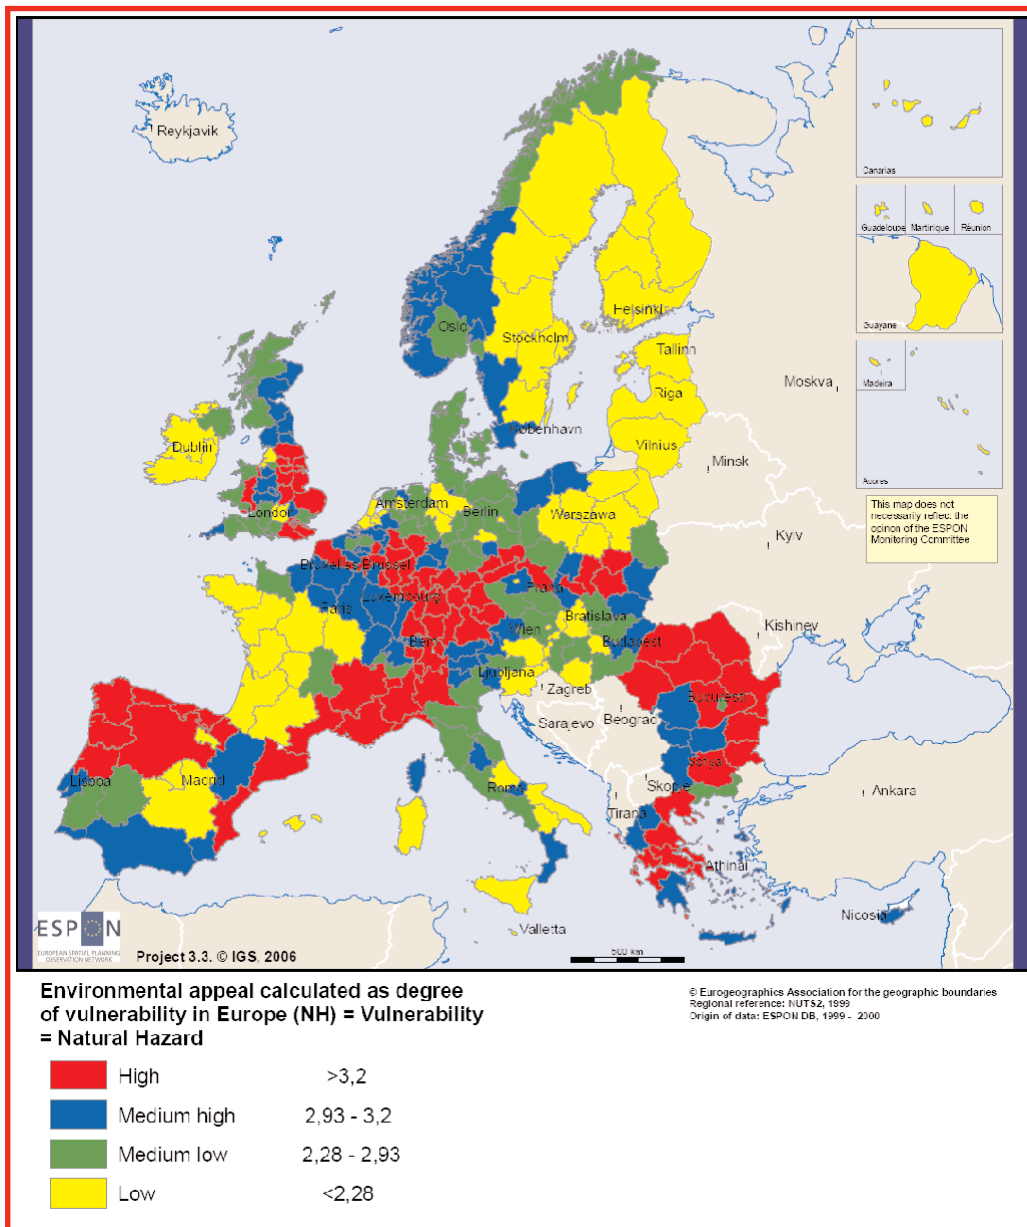 Reykjavik
Canarias
Guadeloupe
Martinique
Réunion
Guayane
Madeira
Acores
Oslo
Helsinki
Stockholm
Tallinn
Riga
Moskva
Vilnius
Minsk
København
Dublin
London
Amsterdam
Berlin
Warszawa
This map does not
necessarily reflect the
opinon of the ESPON
Monitoring Committee
Kyiv
Bruxelles Brussel
Praha
Luxembourg
Paris
Bratislava
Wien
Kishinev
Bern
Budapest
Ljubljana
Zagreb
Bucuresti
Beograd
Sarajevo
Sofiya
Lisboa
Madrid
Roma
Skopje
Tirana
Ankara
Athinai
Nicosia
Valletta
ESPON
EUROPEAN SPATIAL PLANNING
OBSERVATION NETWORK
Project 3.3. © IGS, 2006
500 km
Environmental appeal calculated as degree
of vulnerability in Europe (NH) = Vulnerability
= Natural Hazard
© Eurogeographics Association for the geographic boundaries
Regional reference: NUTS2, 1999
Origin of data: ESPON DB, 1999 - 2000
High >3,2
Medium high 2,93 - 3,2
Medium low 2,28 - 2,93
Low <2,28